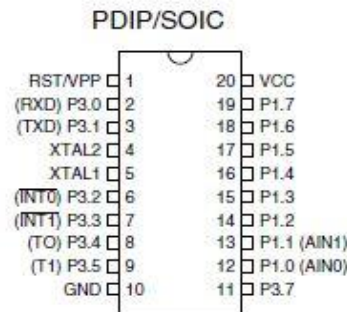 PDIP/SOIC
RST/VPP 1 20 VCC
(RXD) P3.0 2 19 P1.7
(TXD) P3.1 3 18 P1.6
XTAL2 4 17 P1.5
XTAL1 5 16 P1.4
(INT0) P3.2 6 15 P1.3
(INT1) P3.3 7 14 P1.2
(TO) P3.4 8 13 P1.1 (AIN1)
(T1) P3.5 9 12 P1.0 (AIN0)
GND 10 11 P3.7